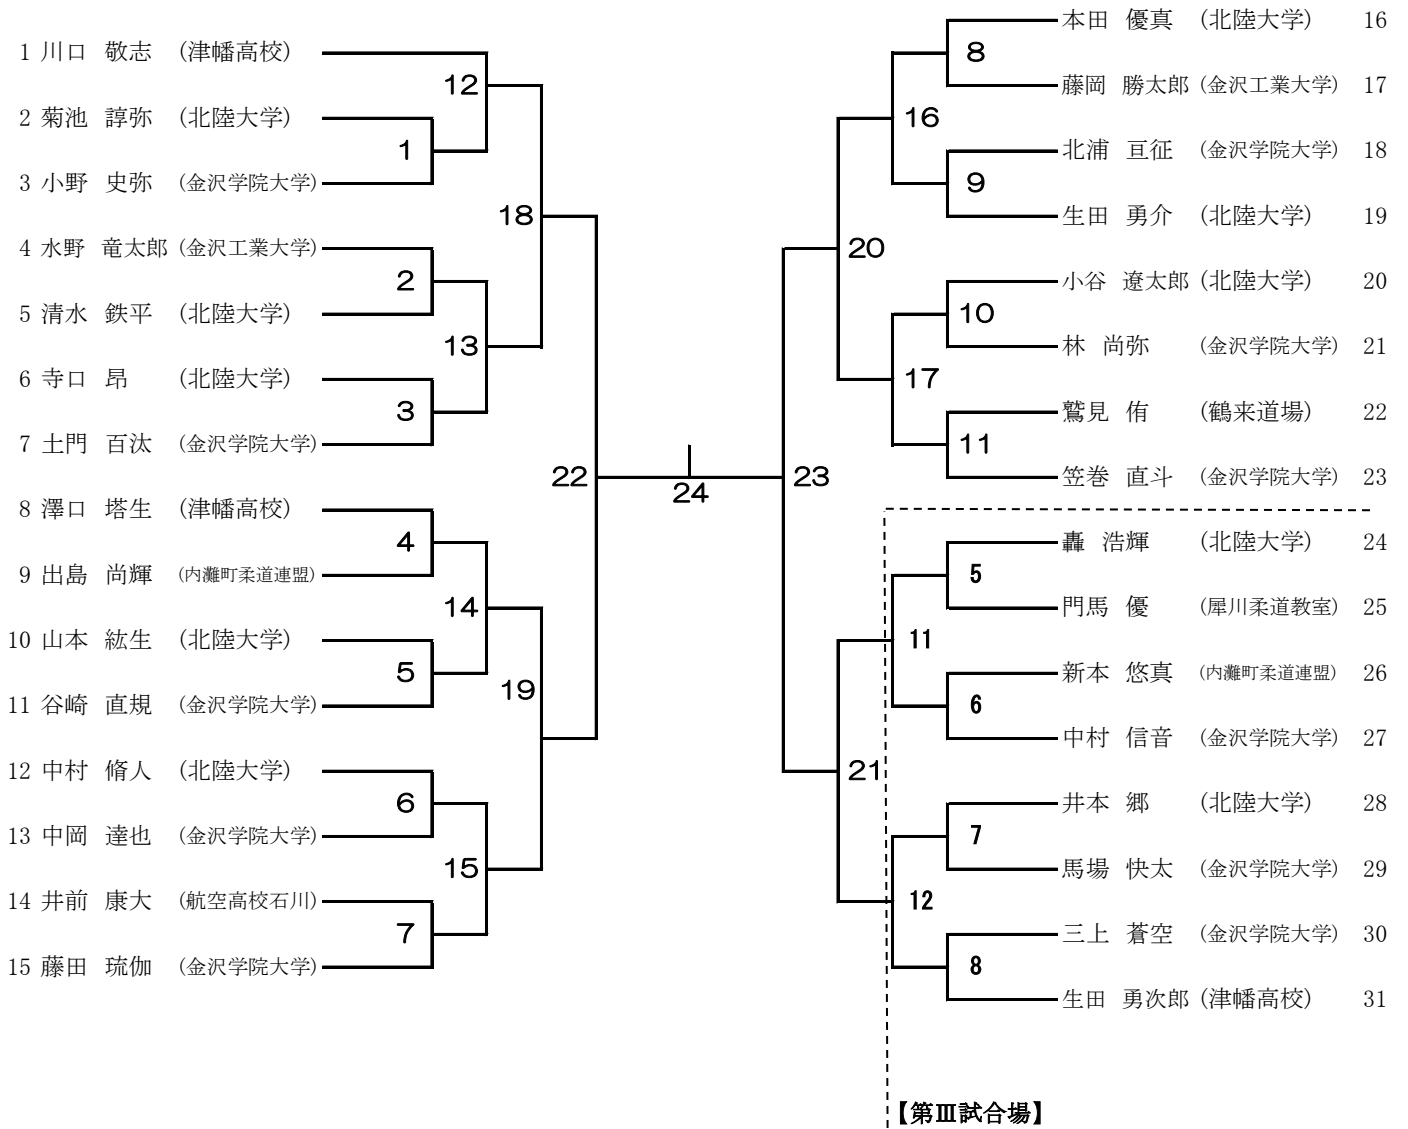 1 川口 敬志 (津幡高校)
2 菊池 諄弥 (北陸大学)
3 小野 史弥 (金沢学院大学)
4 水野 竜太郎 (金沢工業大学)
5 清水 鉄平 (北陸大学)
6 寺口 昂 (北陸大学)
7 土門 百汰 (金沢学院大学)
8 澤口 塔生 (津幡高校)
9 出島 尚輝 (内灘町柔道連盟)
10 山本 紘生 (北陸大学)
11 谷崎 直規 (金沢学院大学)
12 中村 脩人 (北陸大学)
13 中岡 達也 (金沢学院大学)
14 井前 康大 (航空高校石川)
15 藤田 琉伽 (金沢学院大学)
12
1
18
2
13
3
22
4
14
5
19
6
15
7
24
本田 優真 (北陸大学) 16
藤岡 勝太郎 (金沢工業大学) 17
北浦 亘征 (金沢学院大学) 18
生田 勇介 (北陸大学) 19
小谷 遼太郎 (北陸大学) 20
林 尚弥 (金沢学院大学) 21
鷲見 侑 (鶴来道場) 22
笠巻 直斗 (金沢学院大学) 23
轟 浩輝 (北陸大学) 24
門馬 優 (犀川柔道教室) 25
新本 悠真 (内灘町柔道連盟) 26
中村 信音 (金沢学院大学) 27
井本 郷 (北陸大学) 28
馬場 快太 (金沢学院大学) 29
三上 蒼空 (金沢学院大学) 30
生田 勇次郎 (津幡高校) 31
8
16
9
20
10
17
11
23
5
11
6
21
7
12
8
【第Ⅲ試合場】